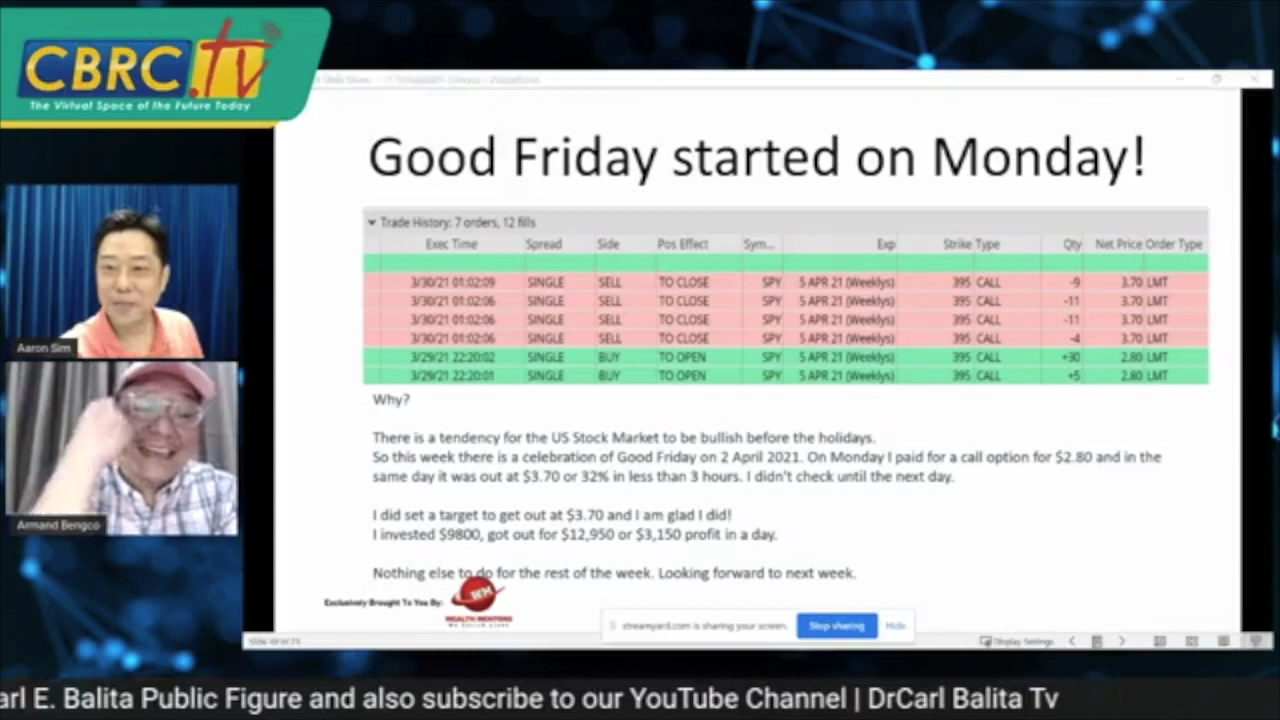 CBRC.tv
The Virtual Space of the Future Today
Good Friday started on Monday!
Trade History: 7 orders, 12 fills
Exec Time Spread Side Pos Effect Sym... Exp Strike Type Qty Net Price Order Type
3/30/21 01:02:09 SINGLE SELL TO CLOSE SPY 5 APR 21 (Weeklys) 395 CALL -9 3.70 LMT
3/30/21 01:02:06 SINGLE SELL TO CLOSE SPY 5 APR 21 (Weeklys) 395 CALL -11 3.70 LMT
3/30/21 01:02:06 SINGLE SELL TO CLOSE SPY 5 APR 21 (Weeklys) 395 CALL -11 3.70 LMT
3/30/21 01:02:06 SINGLE SELL TO CLOSE SPY 5 APR 21 (Weeklys) 395 CALL -4 3.70 LMT
3/29/21 22:20:02 SINGLE BUY TO OPEN SPY 5 APR 21 (Weeklys) 395 CALL +30 2.80 LMT
3/29/21 22:20:01 SINGLE BUY TO OPEN SPY 5 APR 21 (Weeklys) 395 CALL +5 2.80 LMT
Aaron Sim
Why?
There is a tendency for the US Stock Market to be bullish before the holidays.
So this week there is a celebration of Good Friday on 2 April 2021. On Monday I paid for a call option for $2.80 and in the
same day it was out at $3.70 or 32% in less than 3 hours. I didn't check until the next day.
I did set a target to get out at $3.70 and I am glad I did!
I invested $9800, got out for $12,950 or $3,150 profit in a day.
Armand Bengco
Nothing else to do for the rest of the week. Looking forward to next week.
Exclusively Brought To You By:
WM
WEALTH MENTORS
streamyard.com is sharing your screen.
Stop sharing
Hide
Display Settings
arl E. Balita Public Figure and also subscribe to our YouTube Channel | DrCarl Balita Tv